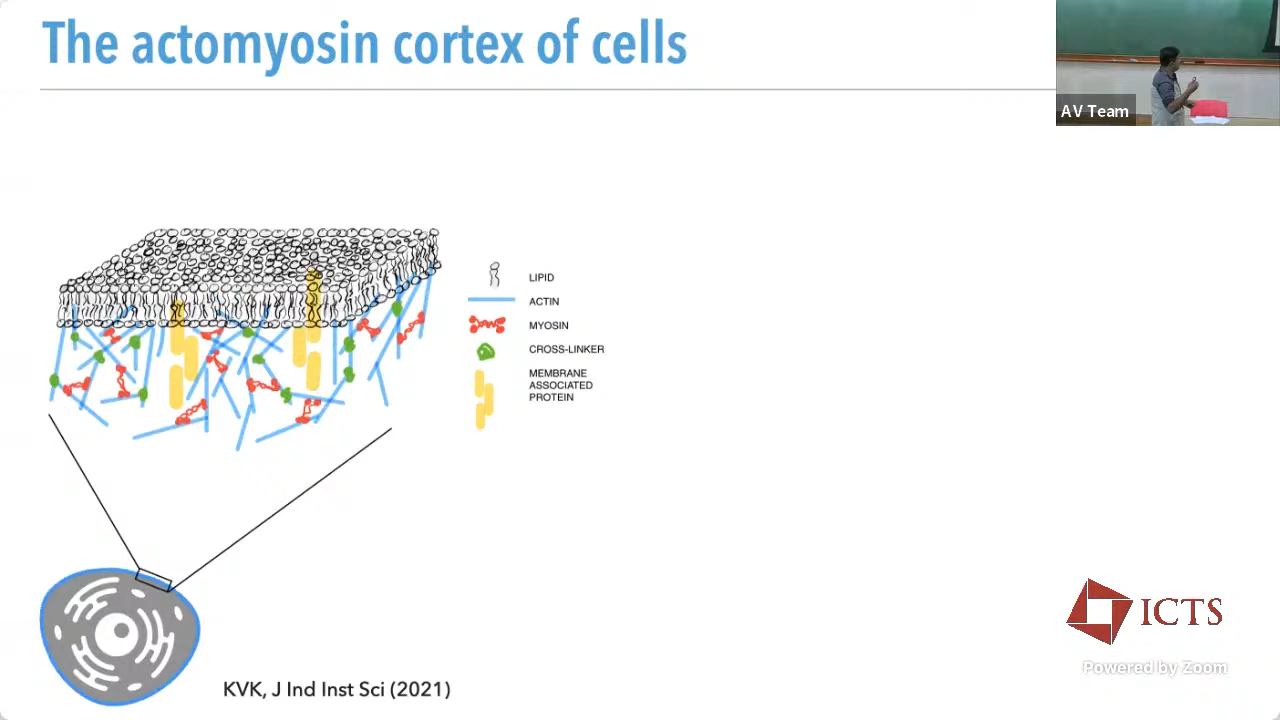 The actomyosin cortex of cells
AV Team
LIPID
ACTIN
MYOSIN
CROSS-LINKER
MEMBRANE
ASSOCIATED
PROTEIN
ICTS
Powered by Zoom
KVK, J Ind Inst Sci (2021)